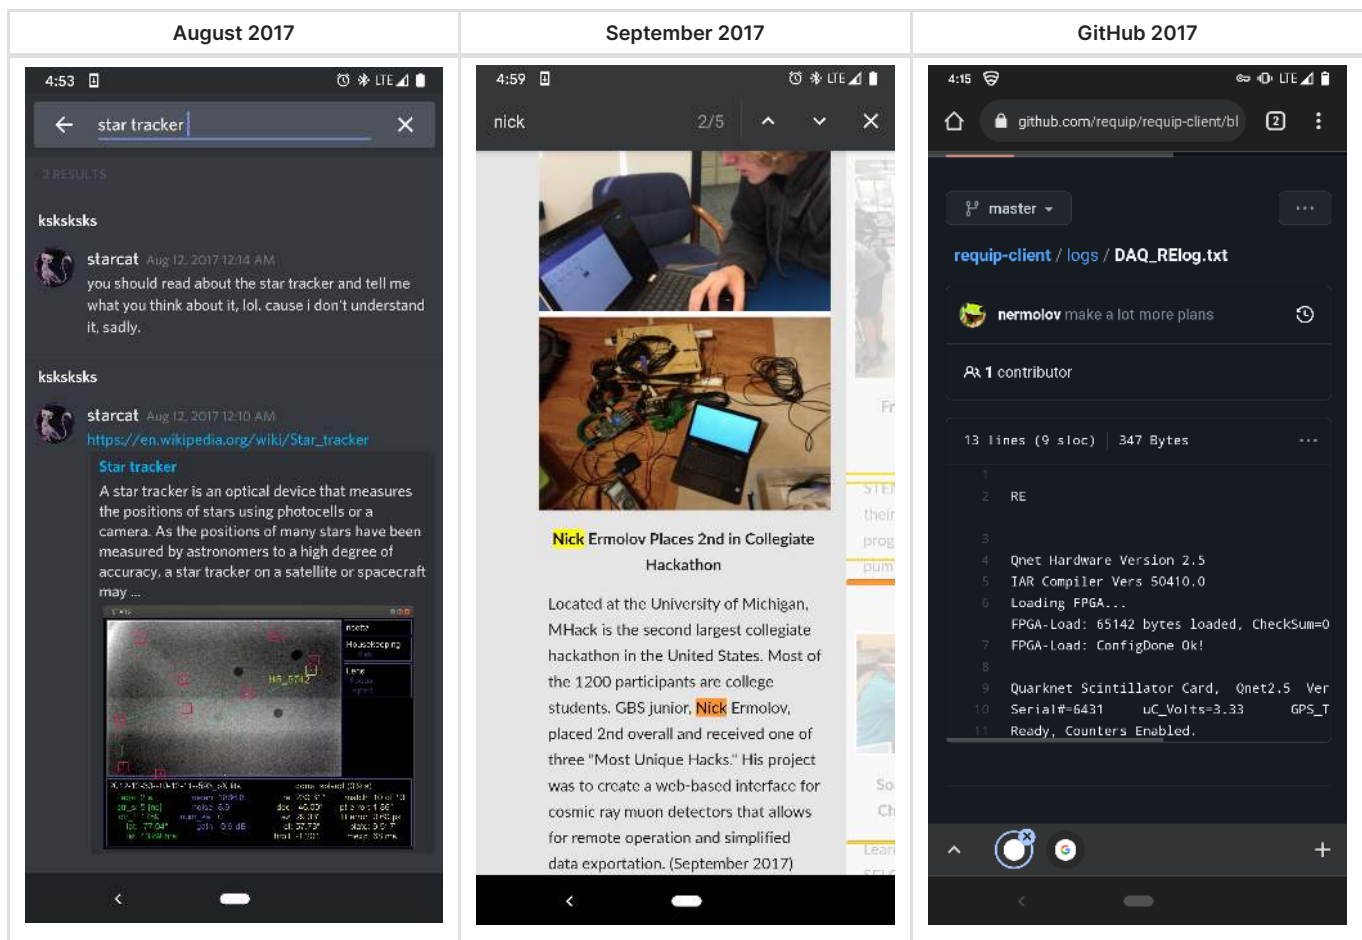 August 2017
4:53
LTE
star tracker
2 RESULTS
ksksksks
starcat Aug 12, 2017 12:14 AM
you should read about the star tracker and tell me
what you think about it, lol. cause i don't understand
it, sadly.
ksksksks
starcat Aug 12, 2017 12:10 AM
https://en.wikipedia.org/wiki/Star_tracker
Star tracker
A star tracker is an optical device that measures
the positions of stars using photocells or a
camera. As the positions of many stars have been
measured by astronomers to a high degree of
accuracy, a star tracker on a satellite or spacecraft
may ...
Housekeeping
Lens
September 2017
4:59
LTE
nick
2/5
Nick Ermolov Places 2nd in Collegiate
Hackathon
Located at the University of Michigan,
MHack is the second largest collegiate
hackathon in the United States. Most of
the 1200 participants are college
students. GBS junior, Nick Ermolov,
placed 2nd overall and received one of
three "Most Unique Hacks." His project
was to create a web-based interface for
cosmic ray muon detectors that allows
for remote operation and simplified
data exportation. (September 2017)
Fr
STEM
their
prog
pum
So
Ch
Lear
GitHub 2017
4:15
LTE
github.com/requip/requip-client/bl
2
master
requip-client / logs / DAQ_RElog.txt
nermolov make a lot more plans
1 contributor
13 lines (9 sloc) 347 Bytes
1
2 RE
3
4 Qnet Hardware Version 2.5
5 IAR Compiler Vers 50410.0
6 Loading FPGA...
FPGA-Load: 65142 bytes loaded, CheckSum=0
7 FPGA-Load: ConfigDone Ok!
8
9 Quarknet Scintillator Card, Qnet2.5 Ver
10 Serial#=6431 uC_Volts=3.33 GPS_T
11 Ready, Counters Enabled.